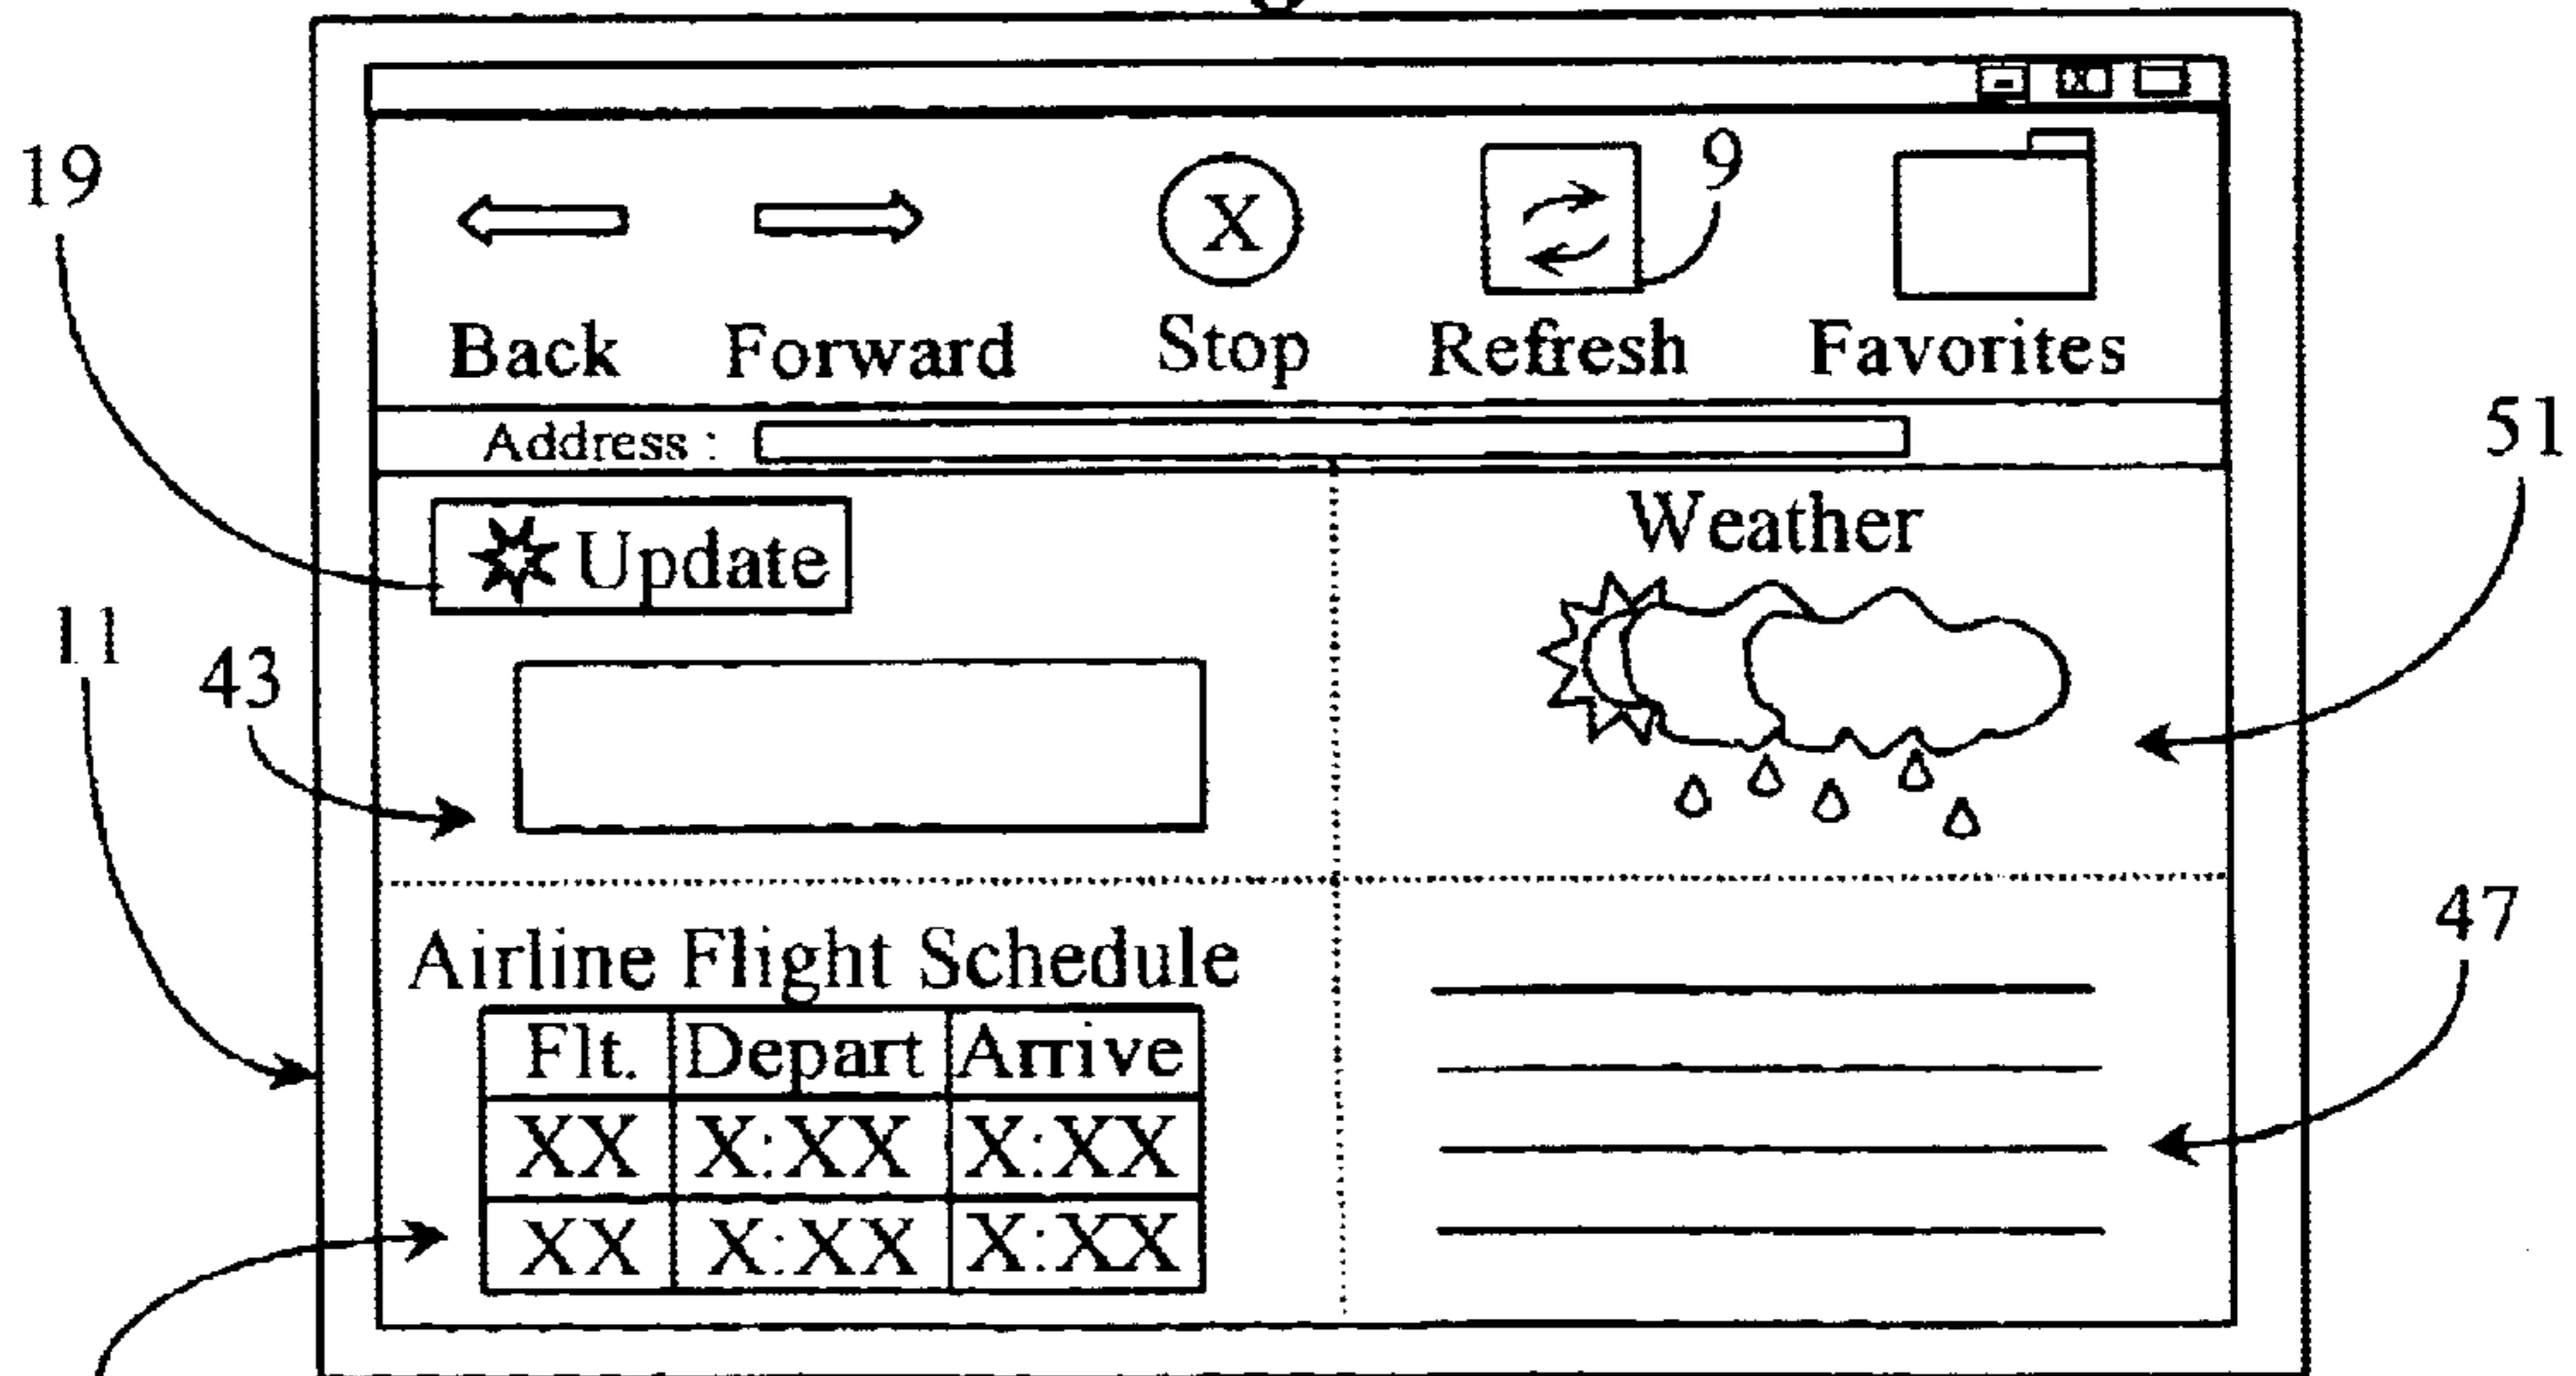 19
X
9
Back Forward Stop Refresh Favorites
Address :
51
Update
Weather
11
43
47
Airline Flight Schedule
Flt. Depart Arrive
XX X:XX X:XX
XX X:XX X:XX